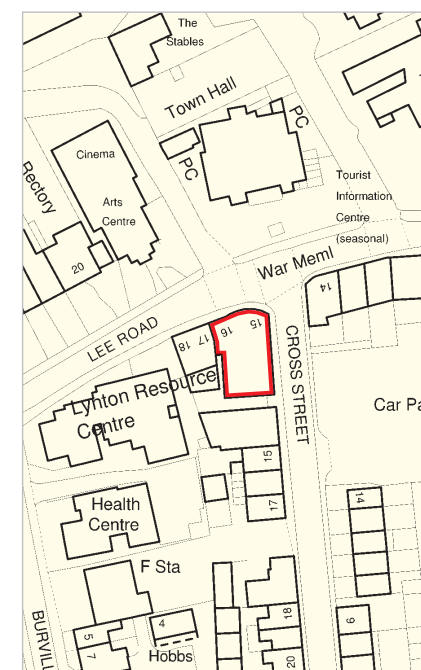 The
Stables
Town Hall
PC
PC
Cinema
Arts
Centre
Rectory
20
Tourist
Information
Centre
(seasonal)
War Meml
14
LEE ROAD
18
17
16
15
CROSS STREET
Lynton Resource
Centre
Car Pa
15
17
14
Health
Centre
F Sta
BURVILL
5
7
4
Hobbs
18
20
6